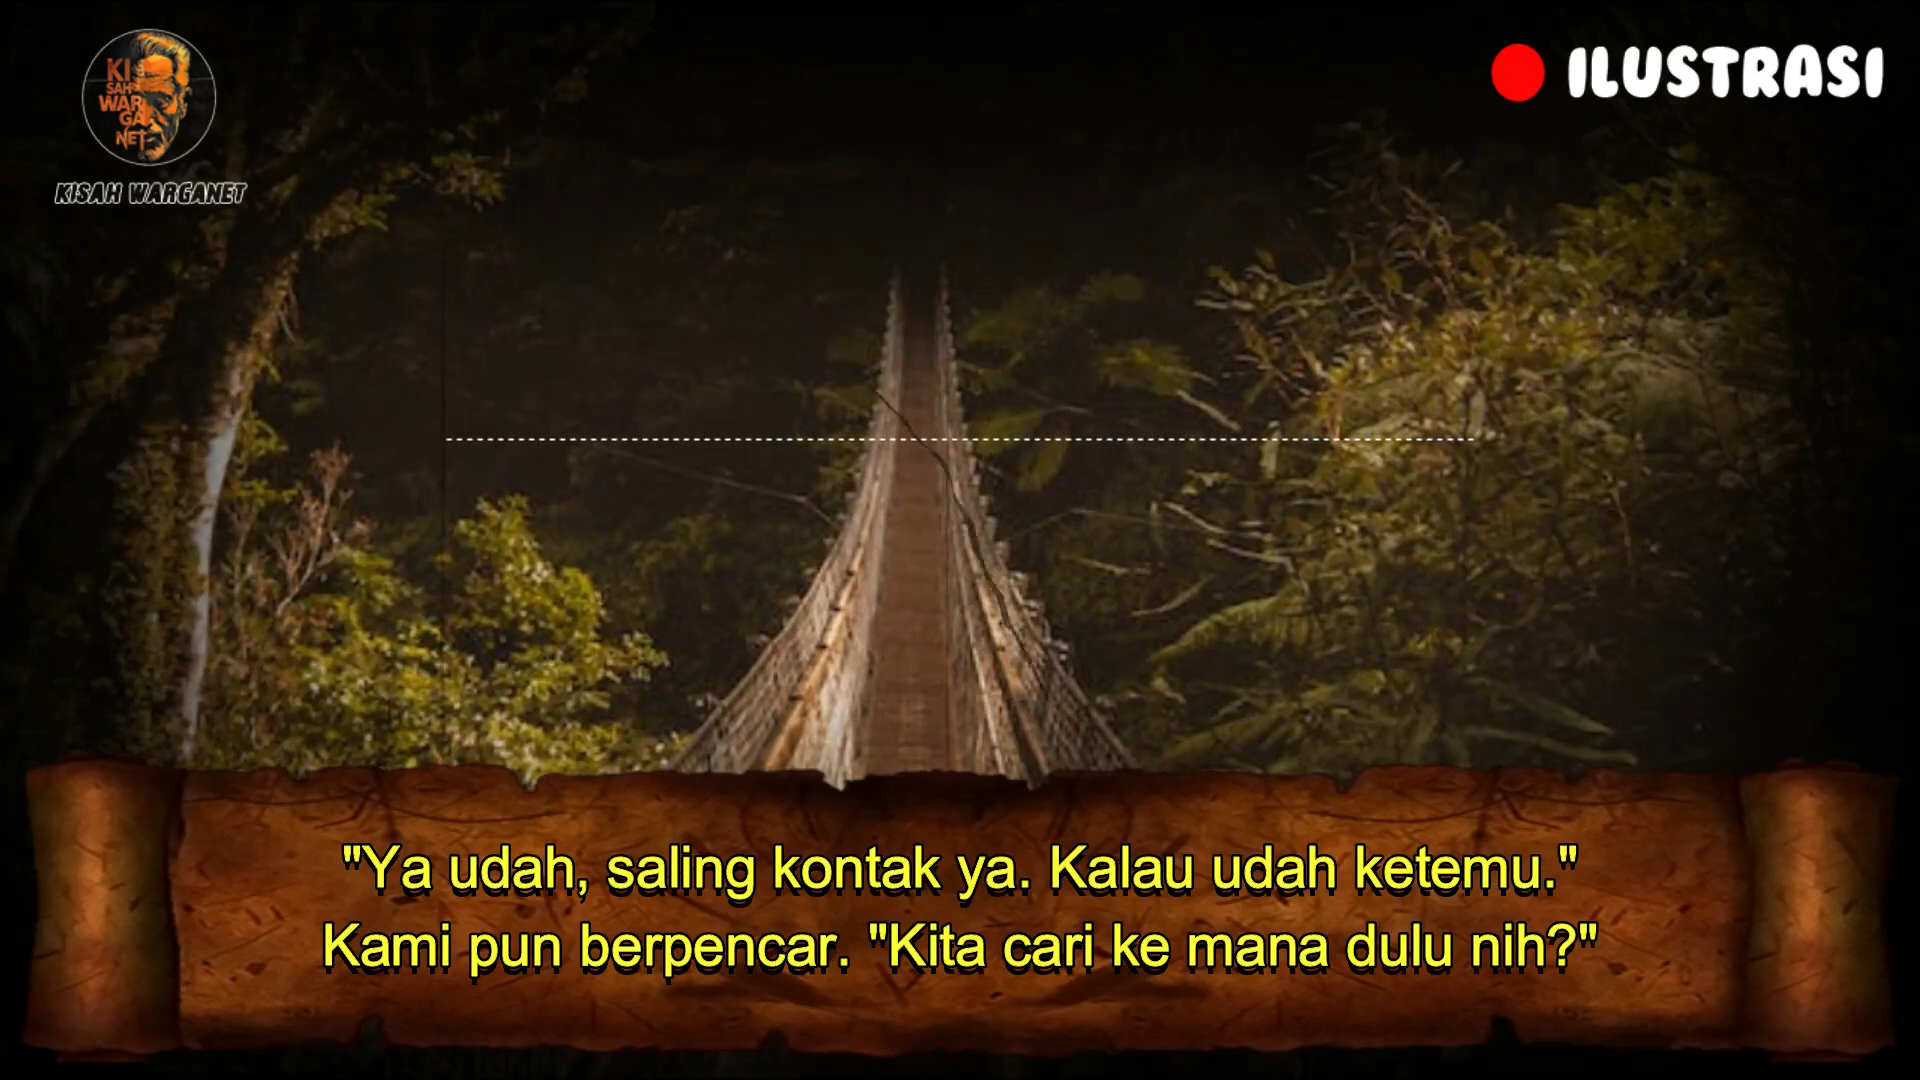 KI
SAH
WAR
GA
NET
KISAH WARGANET
ILUSTRASI
"Ya udah, saling kontak ya. Kalau udah ketemu."
Kami pun berpencar. "Kita cari ke mana dulu nih?"